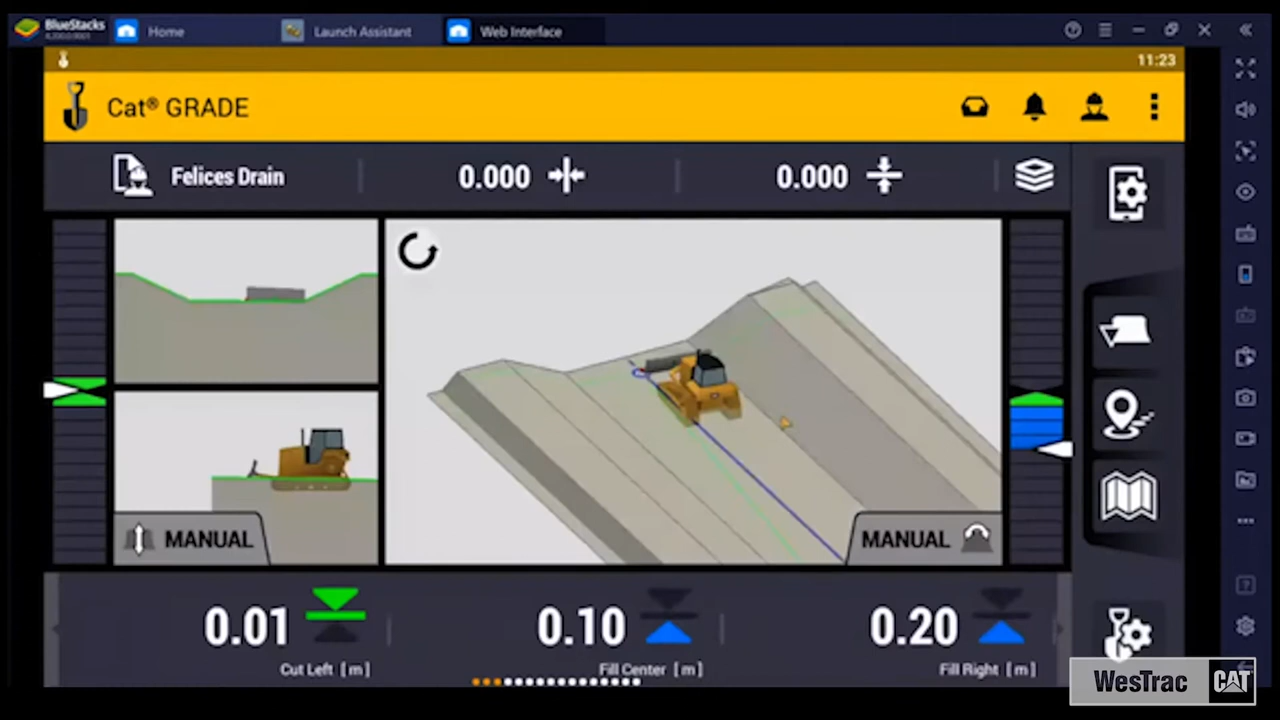 BlueStacks
Home
Launch Assistant
Web Interface
11:23
Cat® GRADE
Felices Drain
0.000
0.000
MANUAL
MANUAL
0.01
0.10
0.20
Cut Left [m]
Fill Center [m]
Fill Right [m]
WesTrac CAT